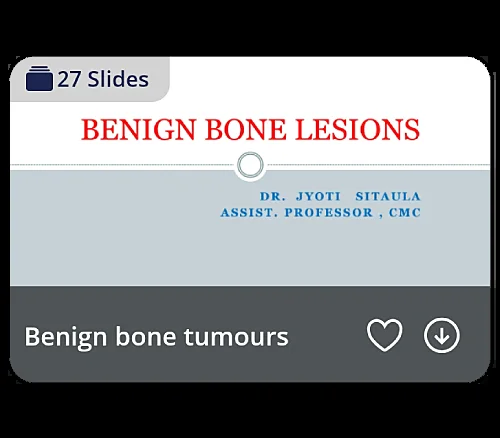 27 Slides
BENIGN BONE LESIONS
DR. JYOTI SITAULA
ASSIST. PROFESSOR , CMC
Benign bone tumours